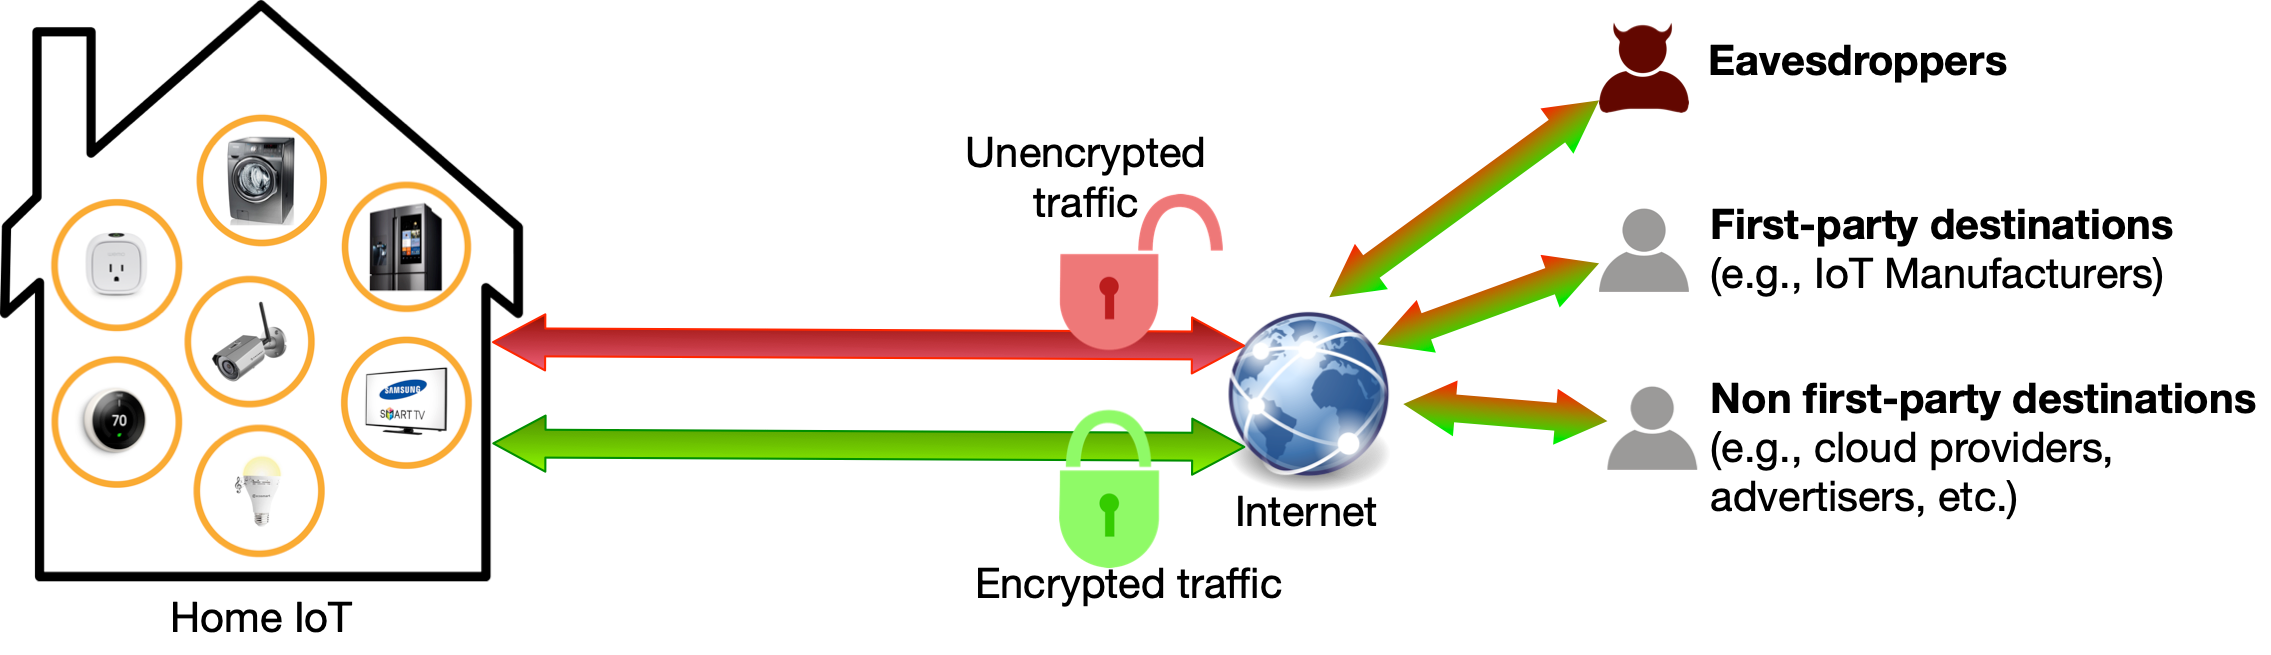 Eavesdroppers
Unencrypted
traffic
First-party destinations
(e.g., IoT Manufacturers)
70
SAMSUNG
SMART TV
Non first-party destinations
(e.g., cloud providers,
advertisers, etc.)
Internet
Encrypted traffic
Home IoT